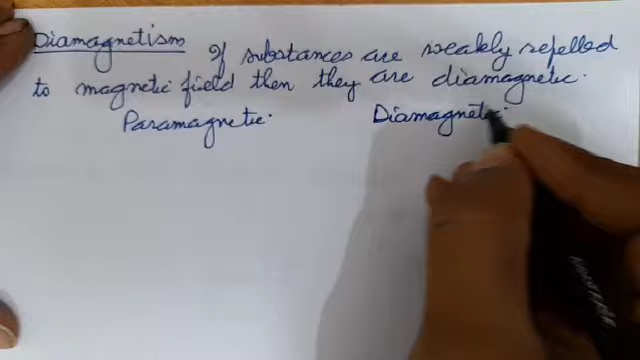 Diamagnetism If substances are weakly repelled
to magnetic field then they are diamagnetic.
Paramagnetic. Diamagnetic.